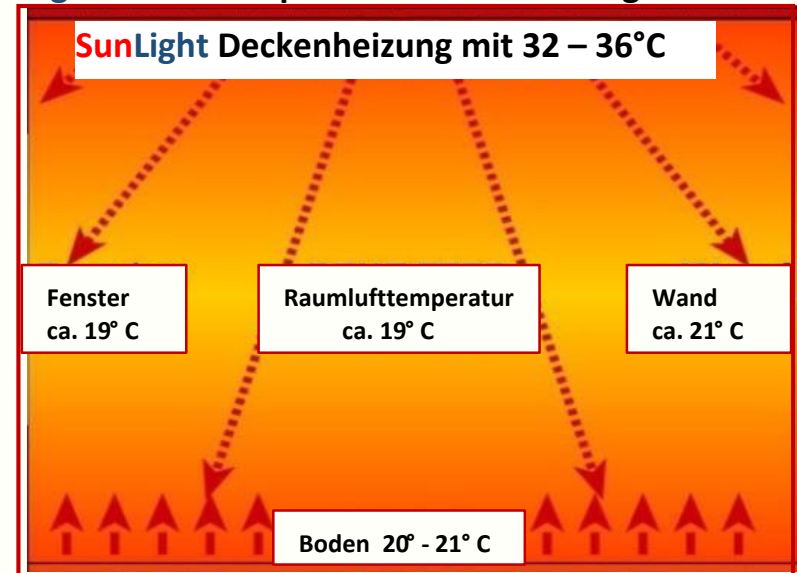 SunLight Deckenheizung mit 32 – 36°C
Fenster
ca. 19° C
Raumlufttemperatur
ca. 19° C
Wand
ca. 21° C
Boden 20° - 21° C